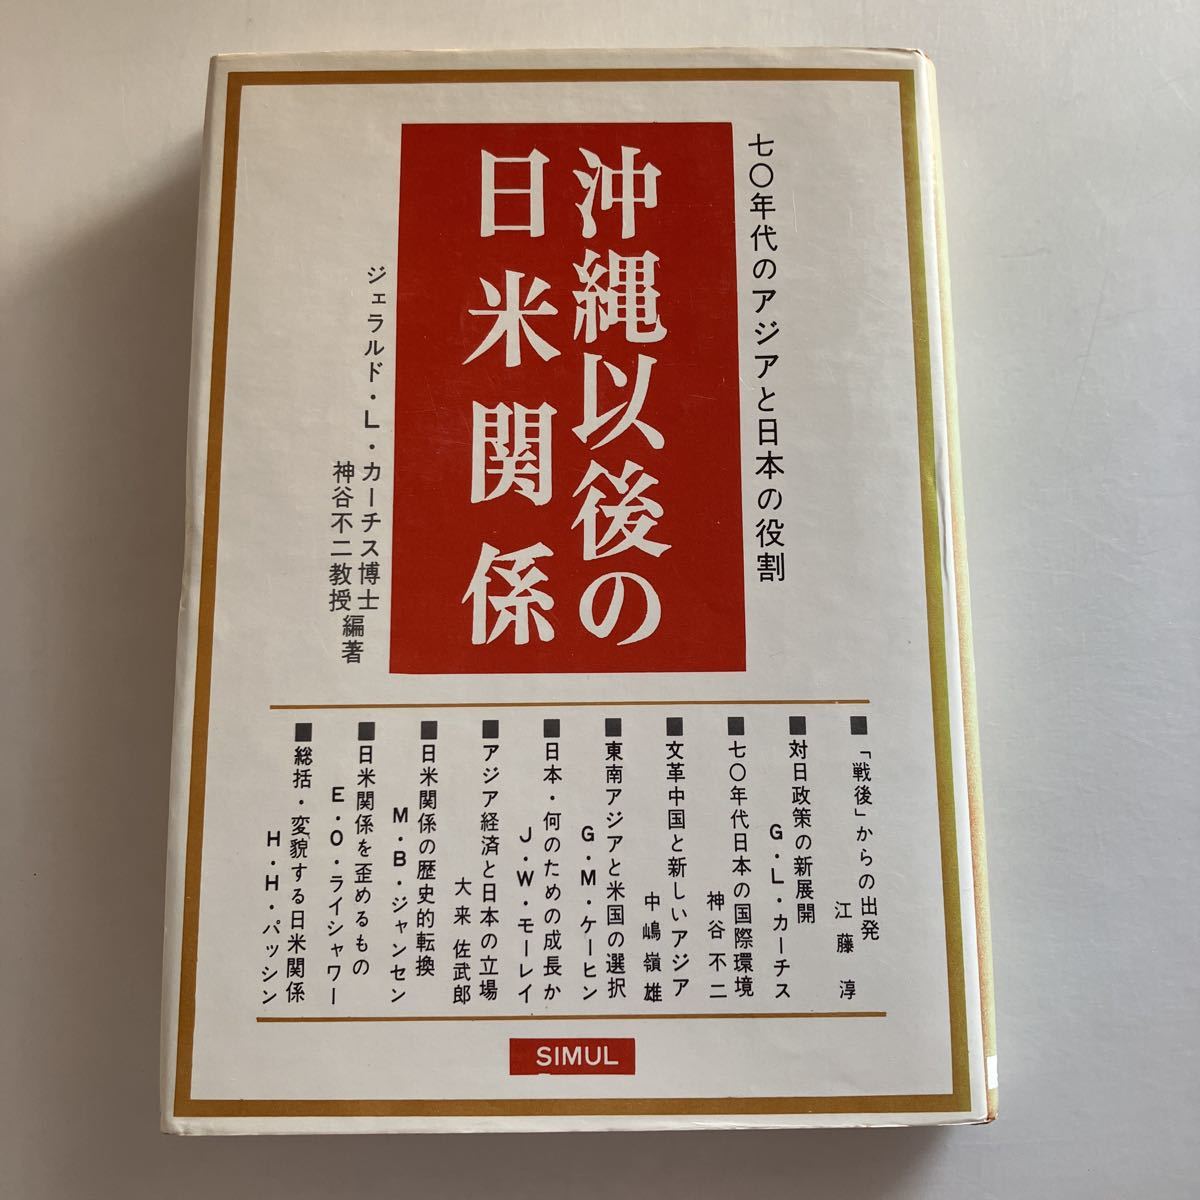 七〇年代のアジアと日本の役割
沖縄以後の
日米関係
ジェラルド・L・カーチス博士
神谷不二教授
編著
■「戦後」からの出発
江藤 淳
■対日政策の新展開
G・L・カーチス
■七〇年代日本の国際環境
神谷不二
■文革中国と新しいアジア
中嶋嶺雄
■東南アジアと米国の選択
G・M・ケーヒン
■日本・何のための成長か
J・W・モーレイ
■アジア経済と日本の立場
大来 佐武郎
■日米関係の歴史的転換
M・B・ジャンセン
■日米関係を歪めるもの
E・O・ライシャワー
■総括・変貌する日米関係
H・H・パッシン
SIMUL